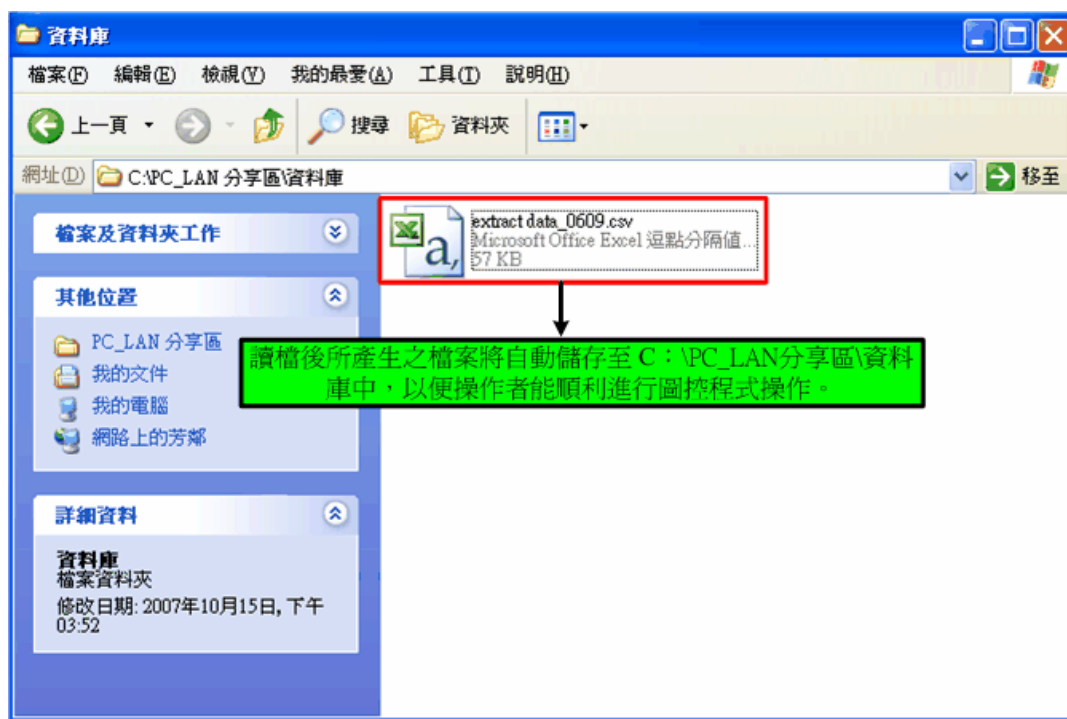 資料庫
檔案(F) 編輯(E) 檢視(V) 我的最愛(A) 工具(T) 說明(H)
上一頁 搜尋 資料夾
網址(D) C:\PC_LAN 分享區\資料庫 移至
檔案及資料夾工作
其他位置
PC_LAN 分享區
我的文件
我的電腦
網路上的芳鄰
詳細資料
資料庫
檔案資料夾
修改日期: 2007年10月15日, 下午
03:52
extract data_0609.csv
Microsoft Office Excel 逗點分隔值...
57 KB
讀檔後所產生之檔案將自動儲存至 C:\PC_LAN分享區\資料
庫中,以便操作者能順利進行圖控程式操作。